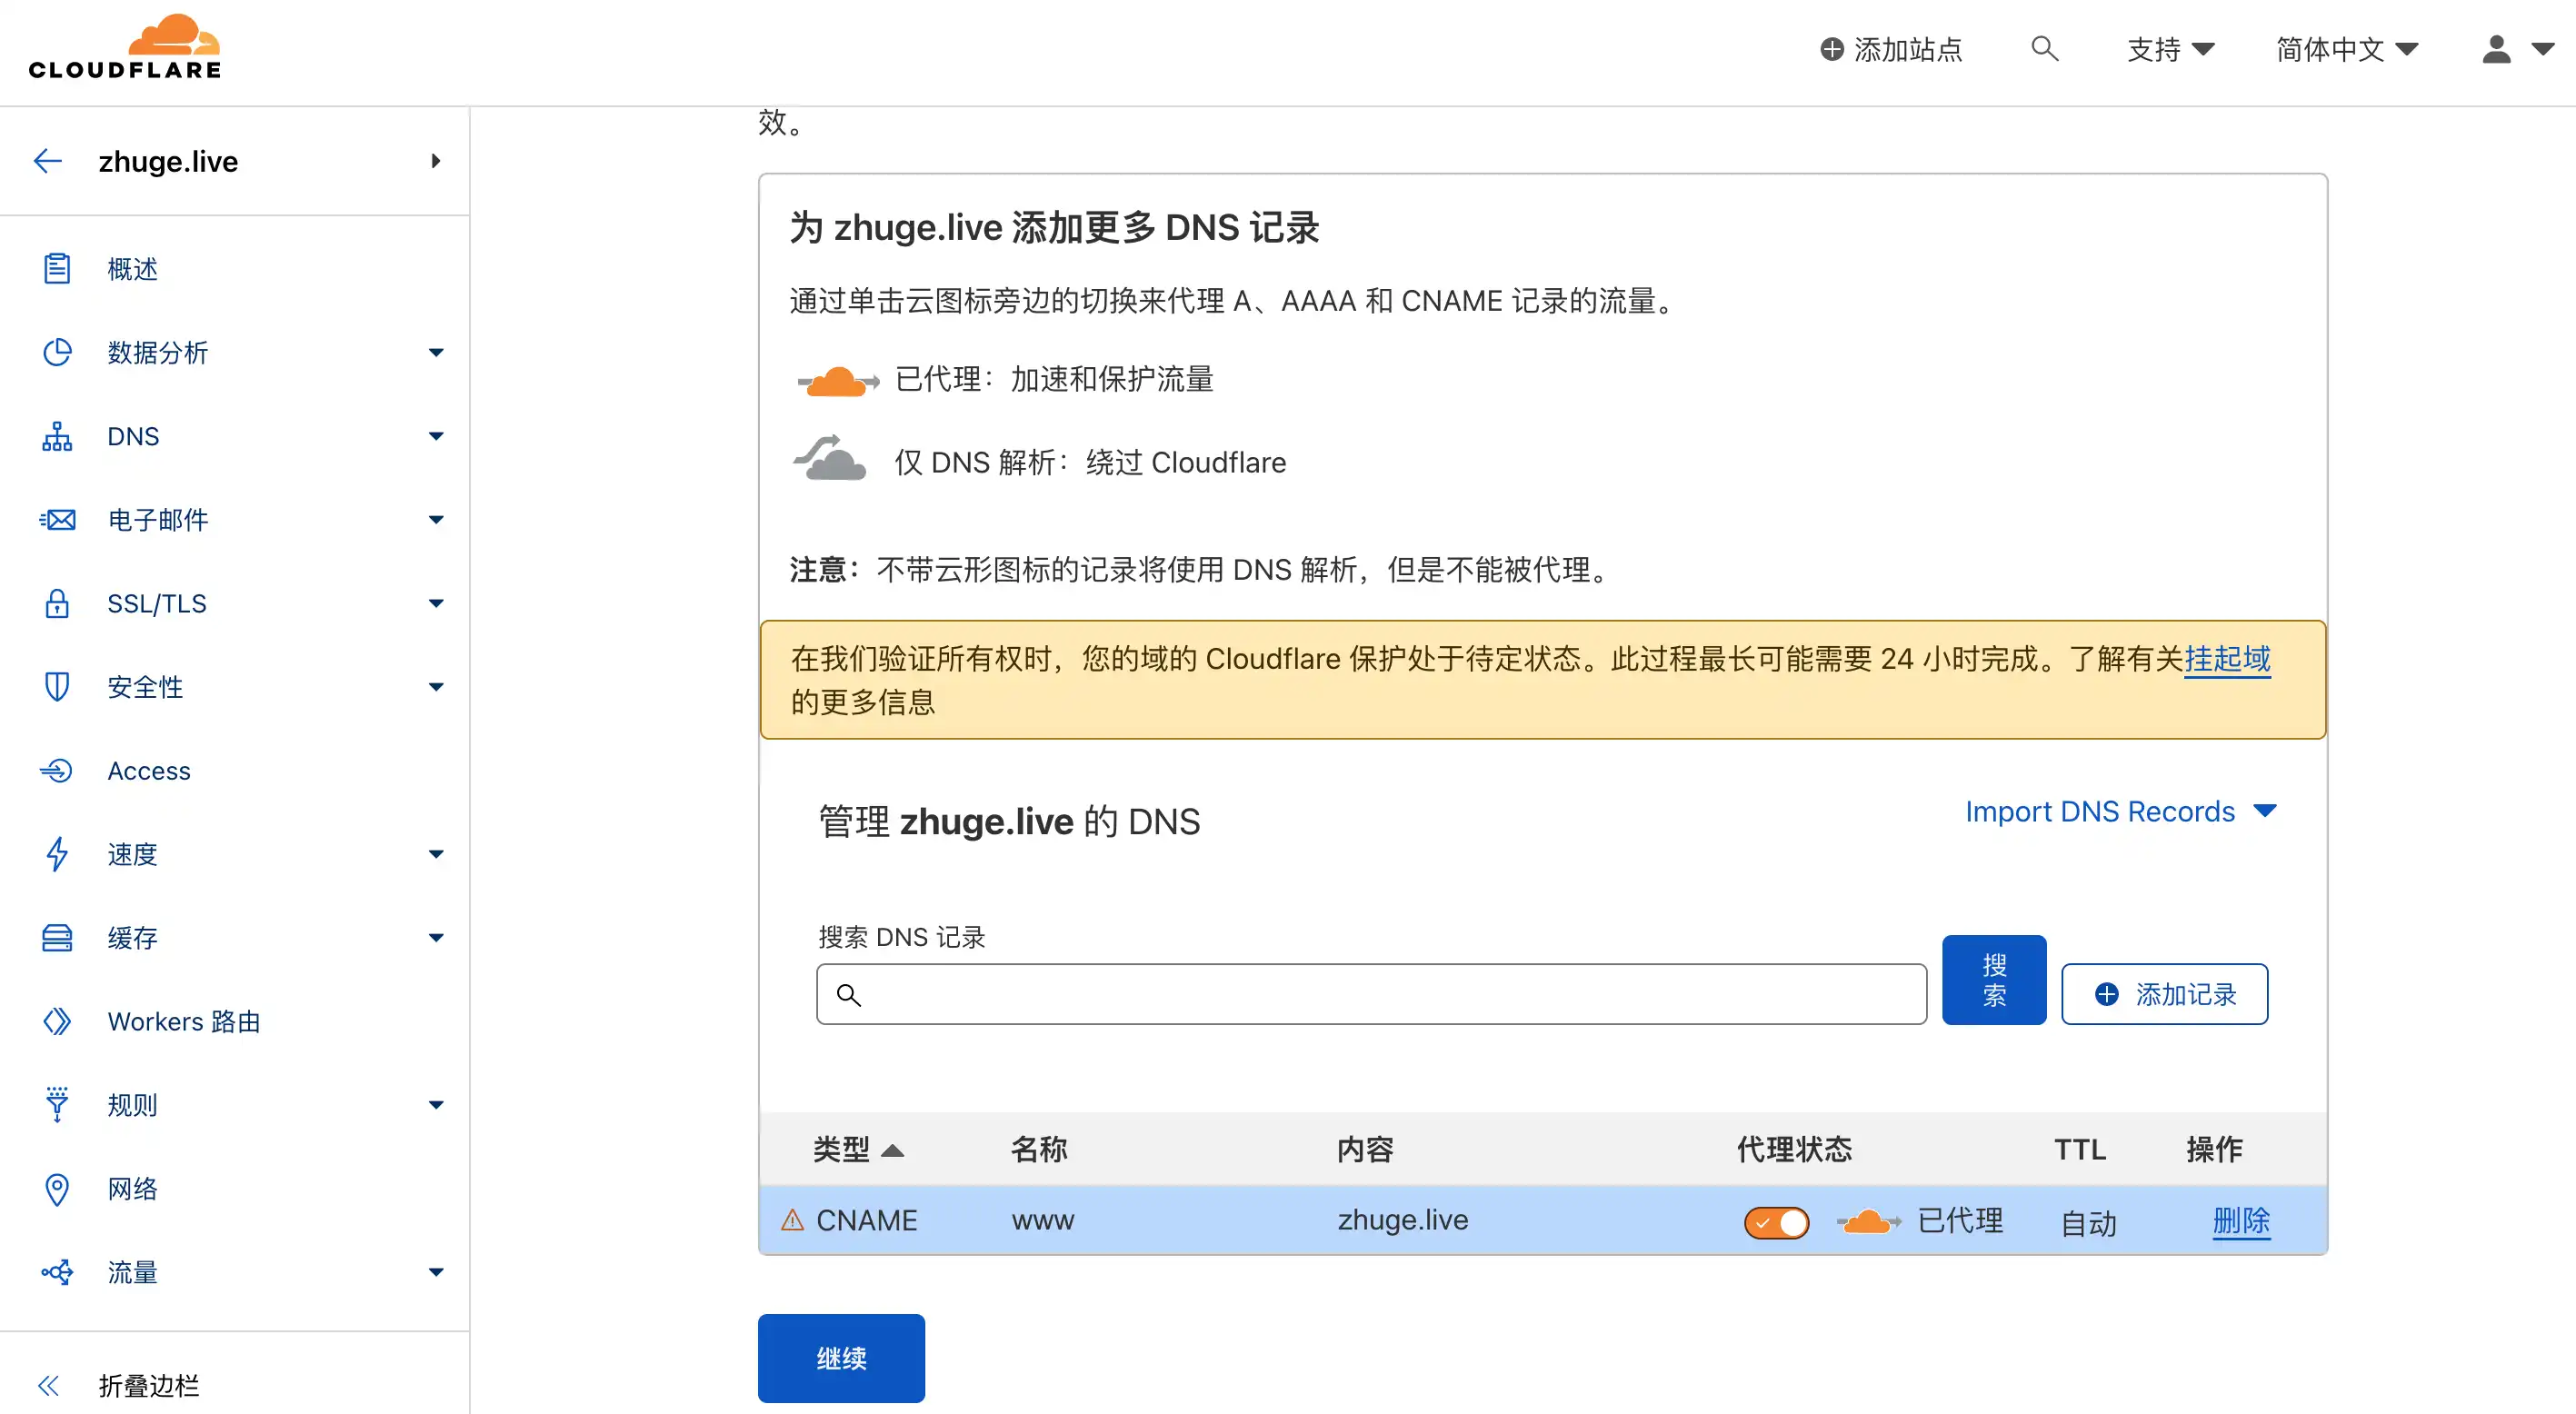 CLOUDFLARE
添加站点
支持
简体中文
zhuge.live
概述
数据分析
DNS
电子邮件
SSL/TLS
安全性
Access
速度
缓存
Workers 路由
规则
网络
流量
折叠边栏
效。
为 zhuge.live 添加更多 DNS 记录
通过单击云图标旁边的切换来代理 A、AAAA 和 CNAME 记录的流量。
已代理：加速和保护流量
仅 DNS 解析：绕过 Cloudflare
注意：不带云形图标的记录将使用 DNS 解析，但是不能被代理。
在我们验证所有权时，您的域的 Cloudflare 保护处于待定状态。此过程最长可能需要 24 小时完成。了解有关挂起域
的更多信息
管理 zhuge.live 的 DNS
Import DNS Records
搜索 DNS 记录
搜
索
添加记录
类型 名称 内容 代理状态 TTL 操作
CNAME www zhuge.live 已代理 自动 删除
继续